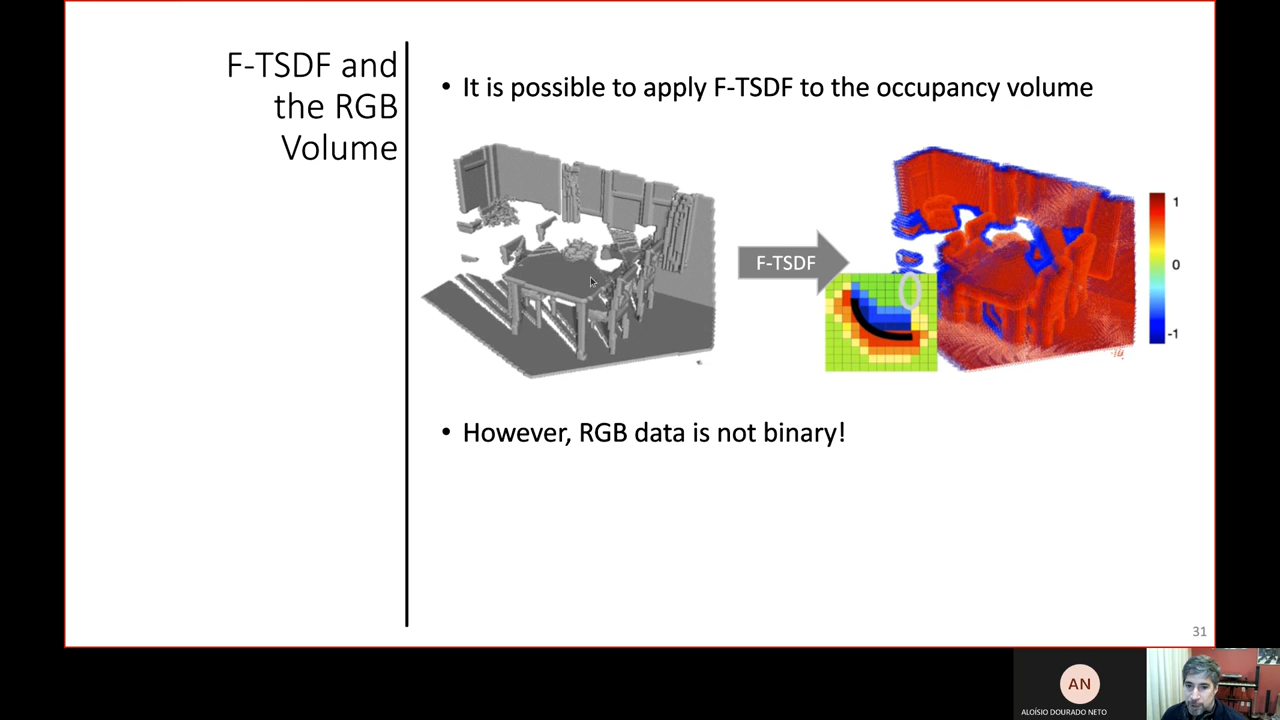 F-TSDF and
the RGB
Volume
• It is possible to apply F-TSDF to the occupancy volume
F-TSDF
1
0
-1
• However, RGB data is not binary!
31
AN
ALOÍSIO DOURADO NETO